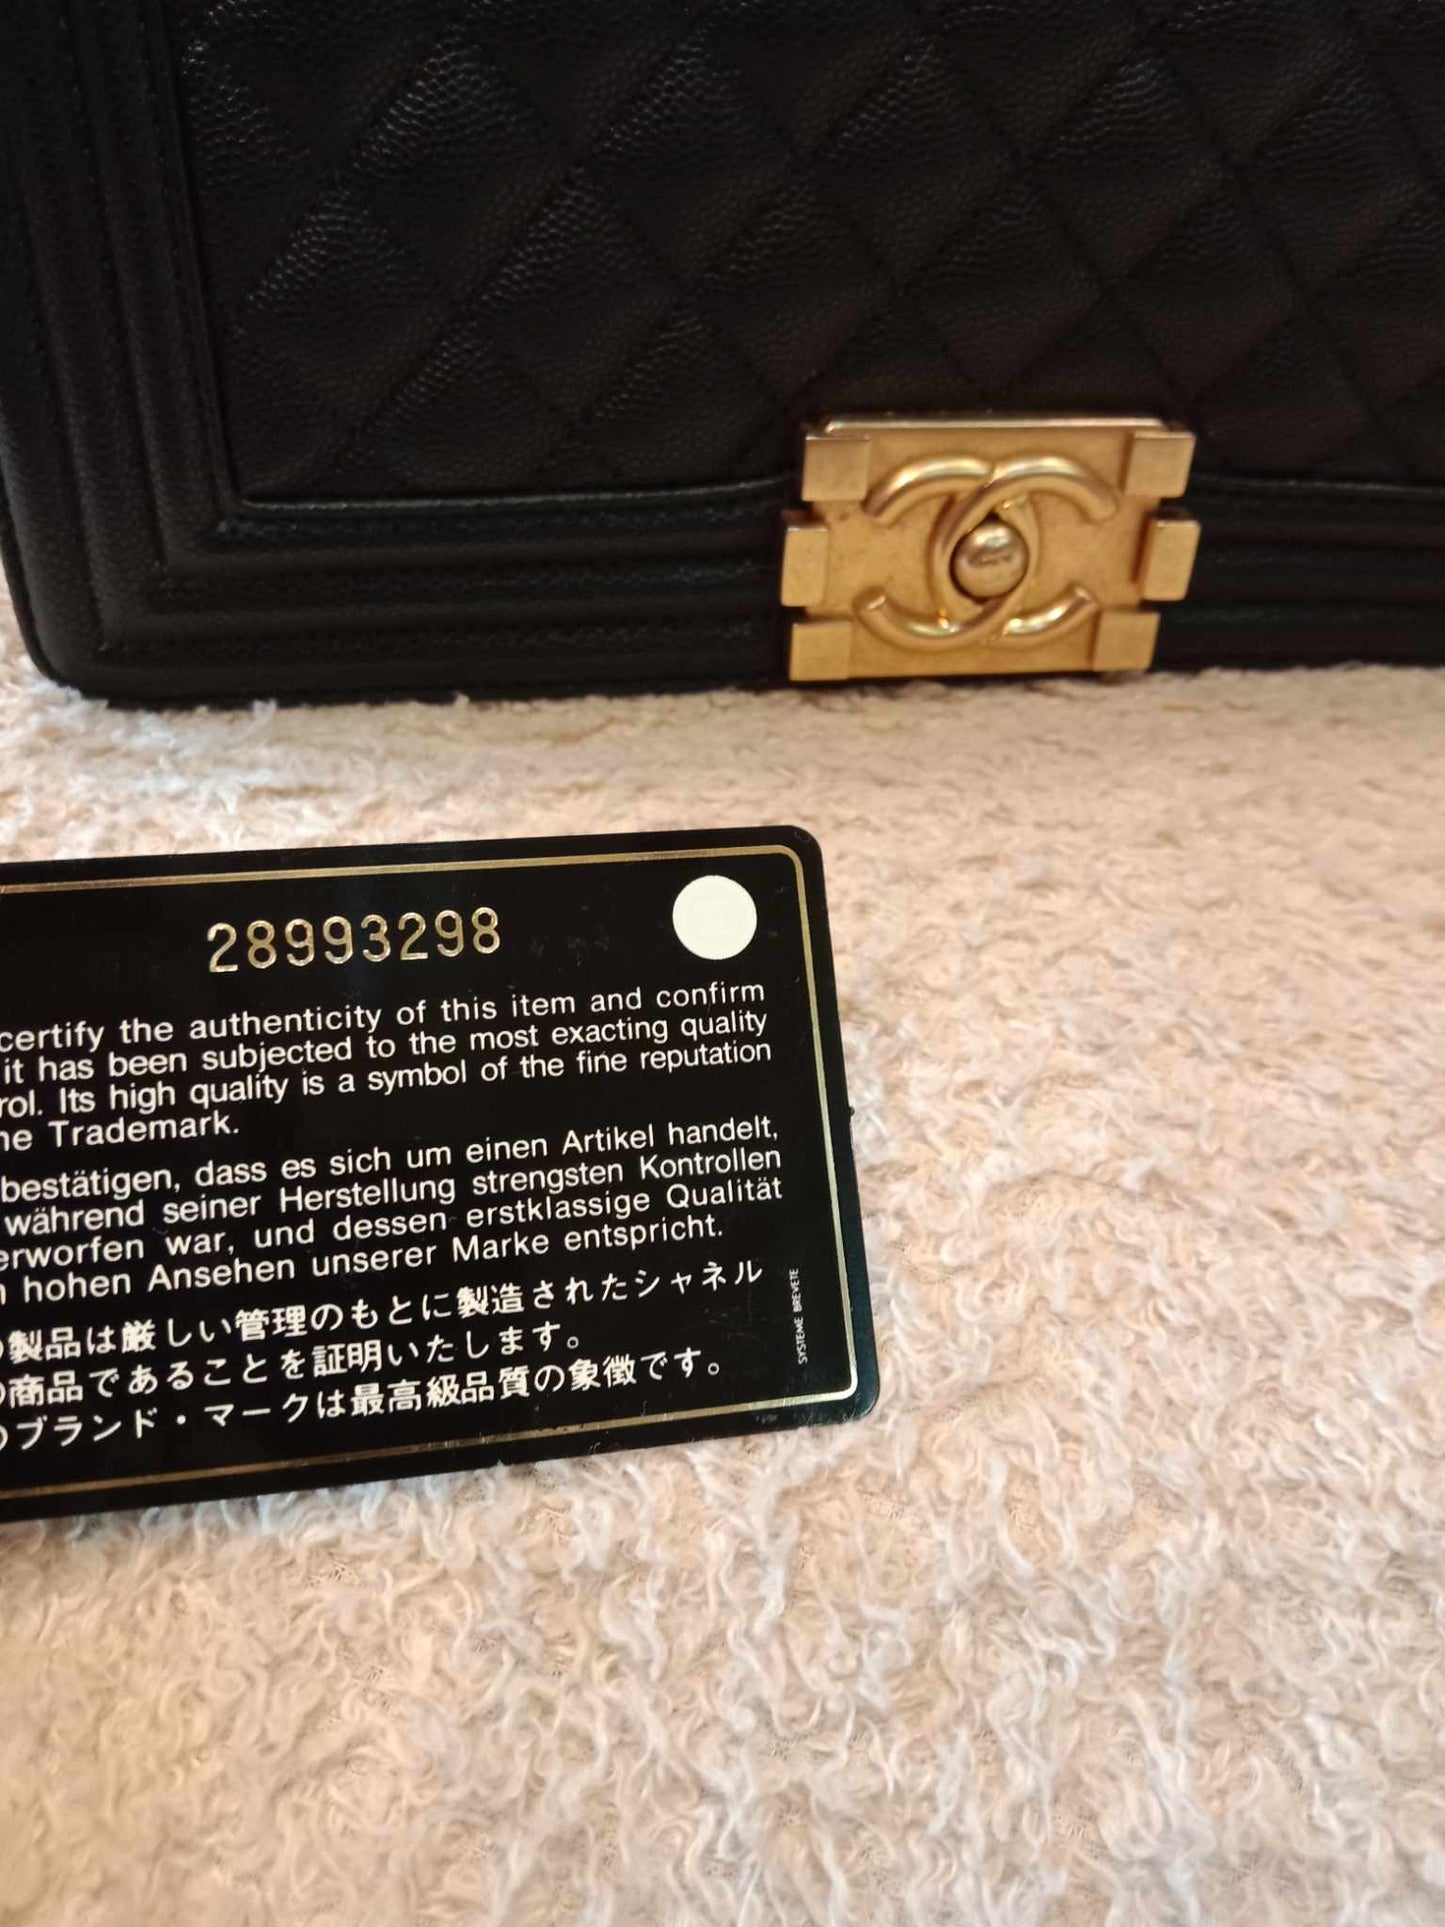 28993298
certify the authenticity of this item and confirm
it has been subjected to the most exacting quality
rol. Its high quality is a symbol of the fine reputation
he Trademark.
bestätigen, dass es sich um einen Artikel handelt,
während seiner Herstellung strengsten Kontrollen
erworfen war, und dessen erstklassige Qualität
hohen Ansehen unserer Marke entspricht.
製品は厳しい管理のもとに製造されたシャネル
商品であることを証明いたします。
ブランド・マークは最高級品質の象徴です。
SYSTEME BREVETE